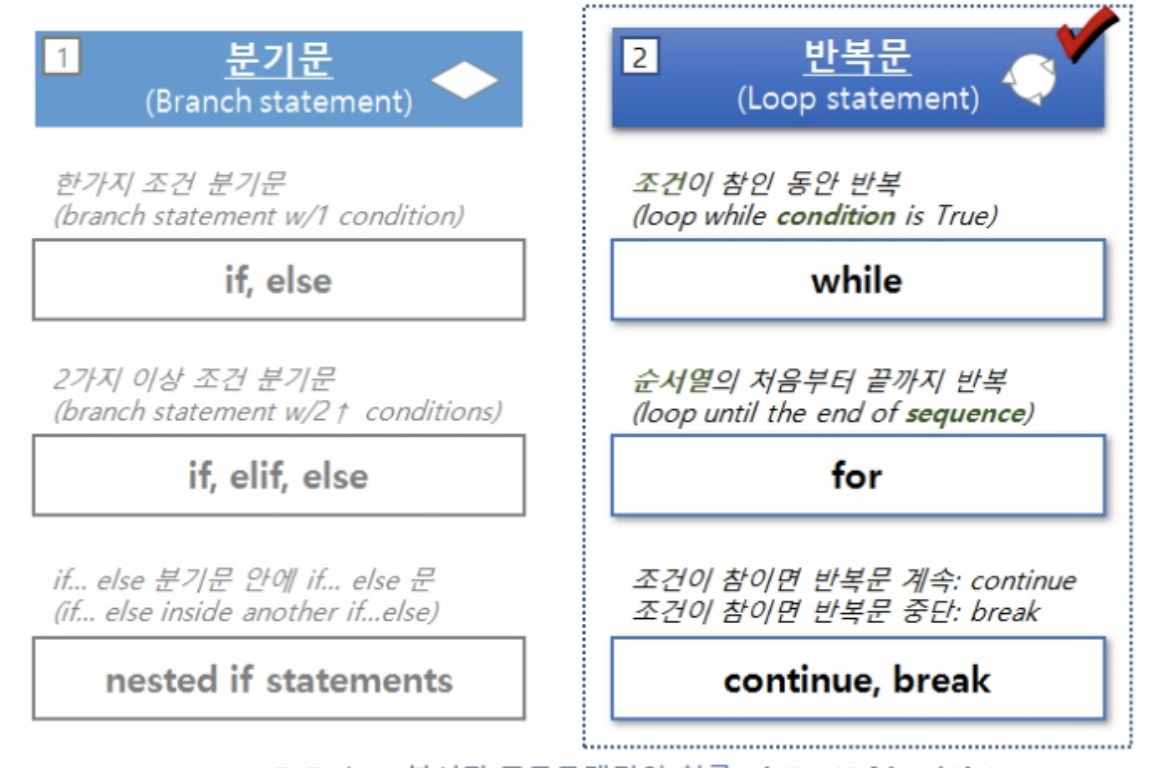 1
분기문
(Branch statement)
한가지 조건 분기문
(branch statement w/1 condition)
if, else
2가지 이상 조건 분기문
(branch statement w/2↑ conditions)
if, elif, else
if... else 분기문 안에 if... else 문
(if... else inside another if...else)
nested if statements
2
반복문
(Loop statement)
조건이 참인 동안 반복
(loop while condition is True)
while
순서열의 처음부터 끝까지 반복
(loop until the end of sequence)
for
조건이 참이면 반복문 계속: continue
조건이 참이면 반복문 중단: break
continue, break